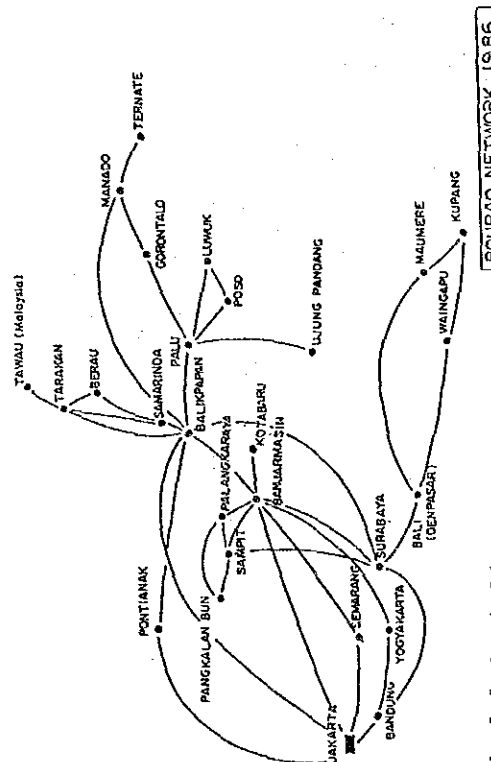 TAWAU (Malaysia)
TARAKAN
BERAU
SAMARINDA
BALIKPAPAN
MANADO
TERNATE
GORONTALO
LUWUK
POSO
PALU
UJUNG PANDANG
PONTIANAK
PANGKALAN BUN
PALANGKARAYA
SAMPIT
KOTABARU
BANJARMASIN
JAKARTA
BANDUNG
SEMARANG
YOGYAKARTA
SURABAYA
BALI
(DENPASAR)
MAUMERE
WAINGAPU
KUPANG
NETWORK 1986